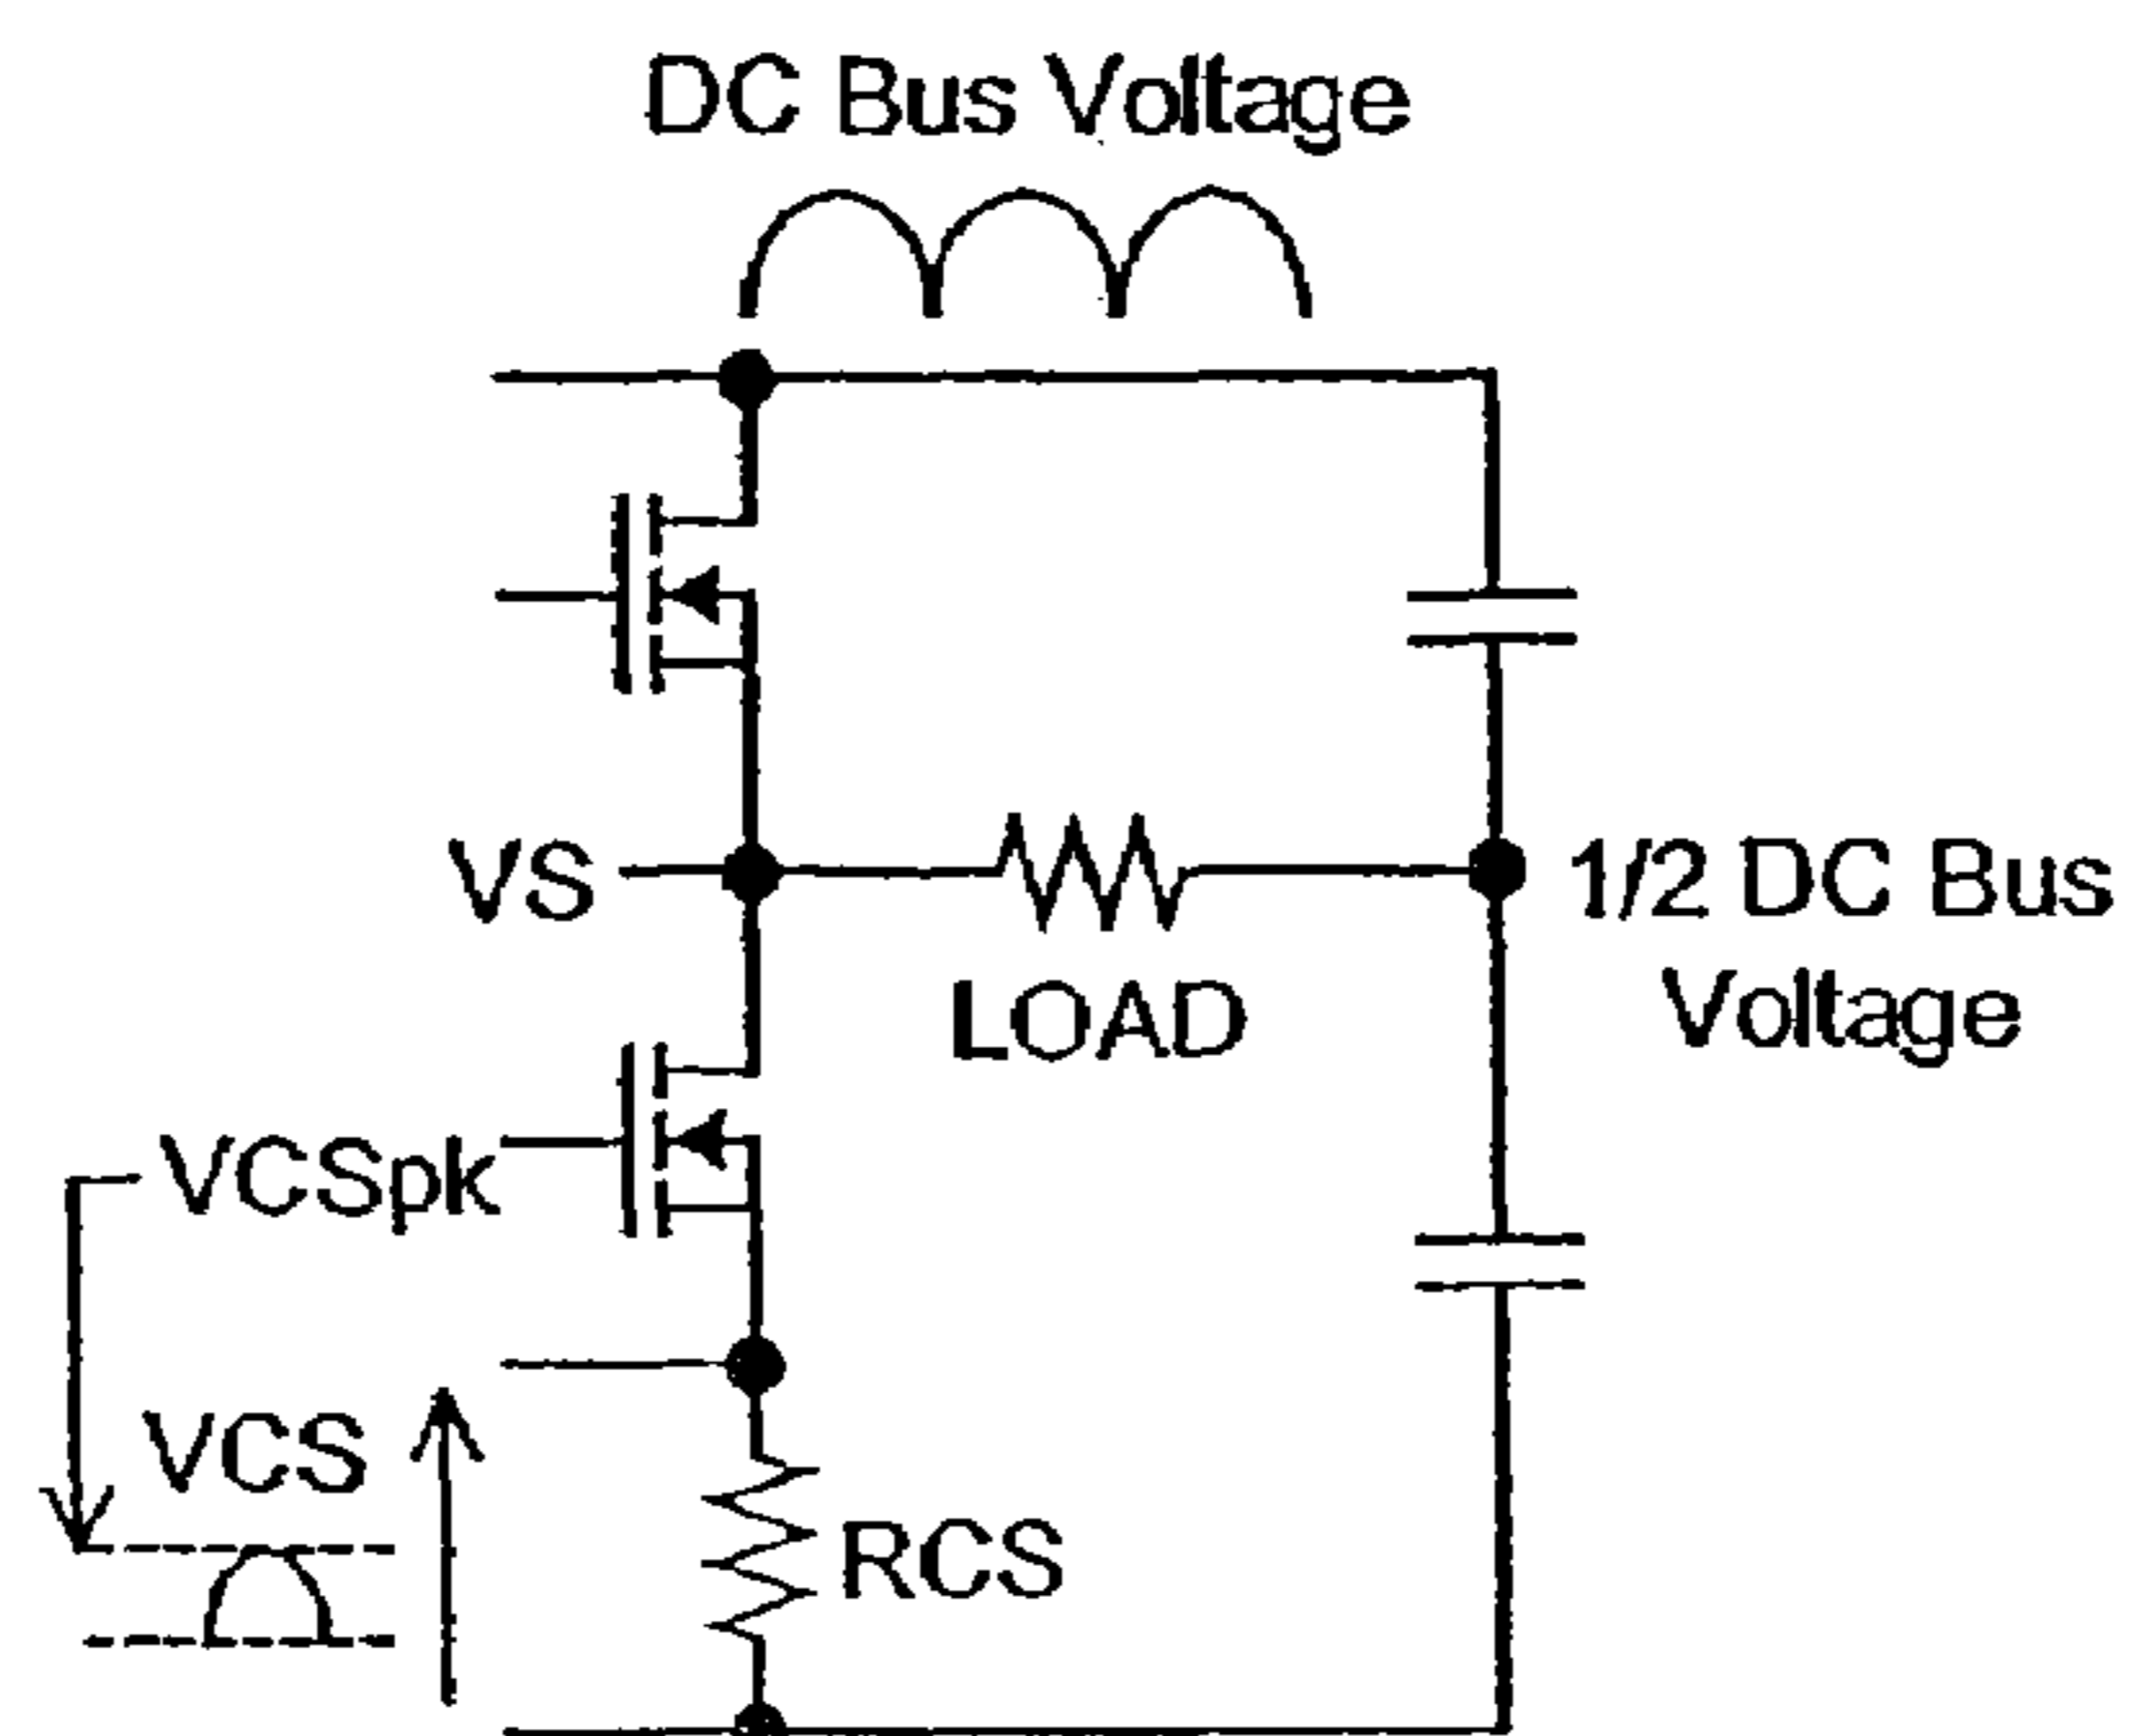 DC Bus Voltage
VS
1/2 DC Bus
Voltage
LOAD
VCSpk
VCS
RCS